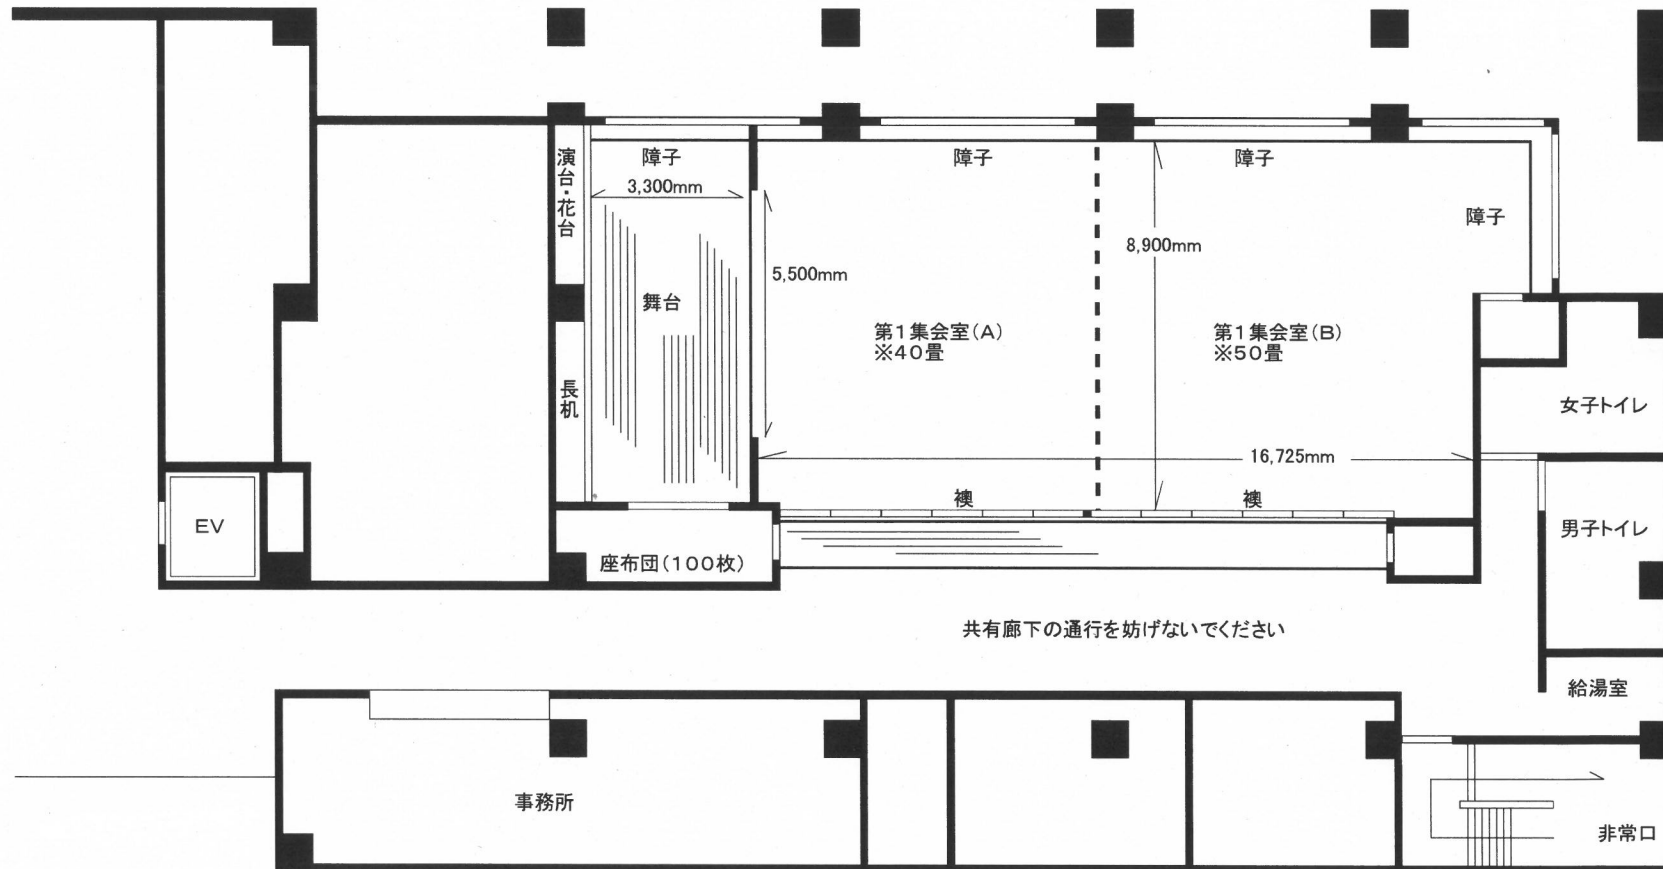 演台・花台
障子
3,300mm
障子
障子
障子
5,500mm
8,900mm
舞台
第1集会室(A)
※40畳
第1集会室(B)
※50畳
長机
女子トイレ
16,725mm
襖
襖
EV
座布団(100枚)
男子トイレ
共有廊下の通行を妨げないでください
給湯室
事務所
非常口